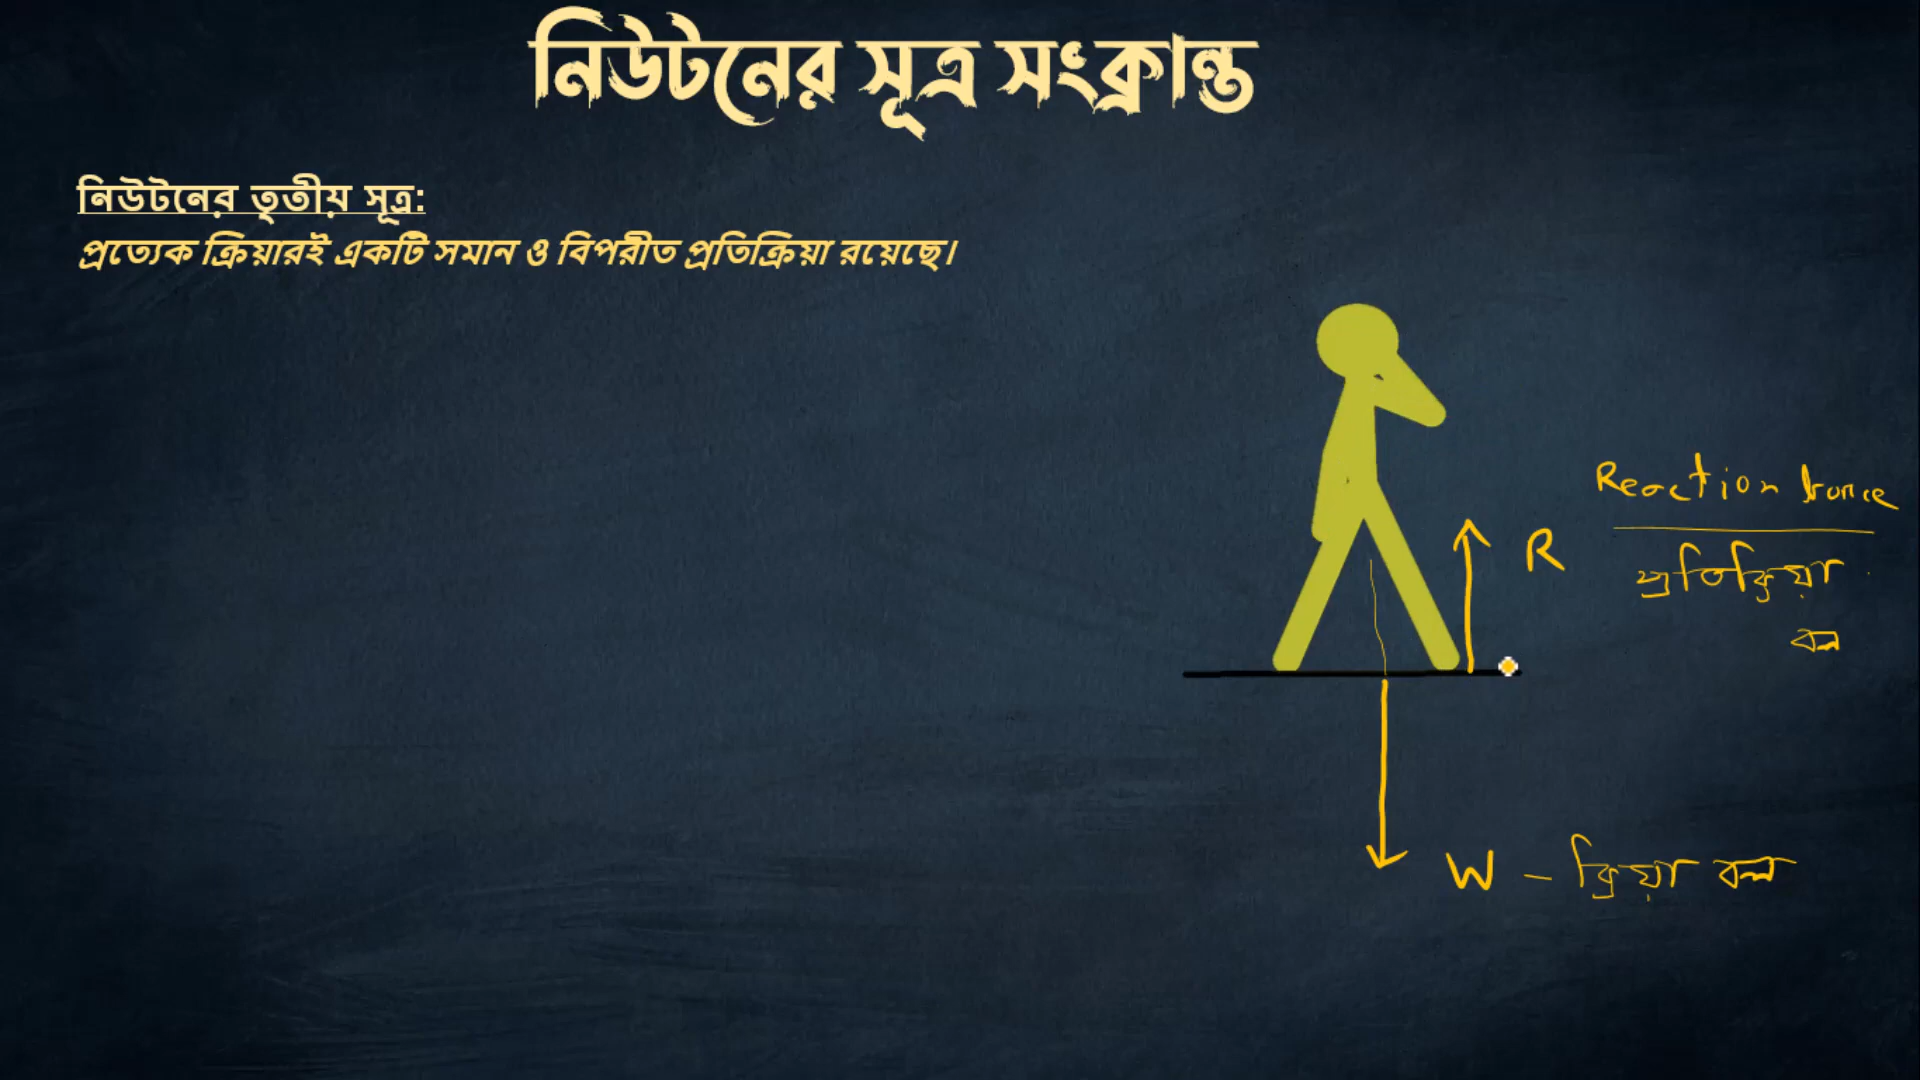 নিউটনের সূত্র সংক্রান্ত
নিউটনের তৃতীয় সূত্র:
প্রত্যেক ক্রিয়ারই একটি সমান ও বিপরীত প্রতিক্রিয়া রয়েছে।
Reaction force
R
প্রতিক্রিয়া
বল
W - ক্রিয়া বল